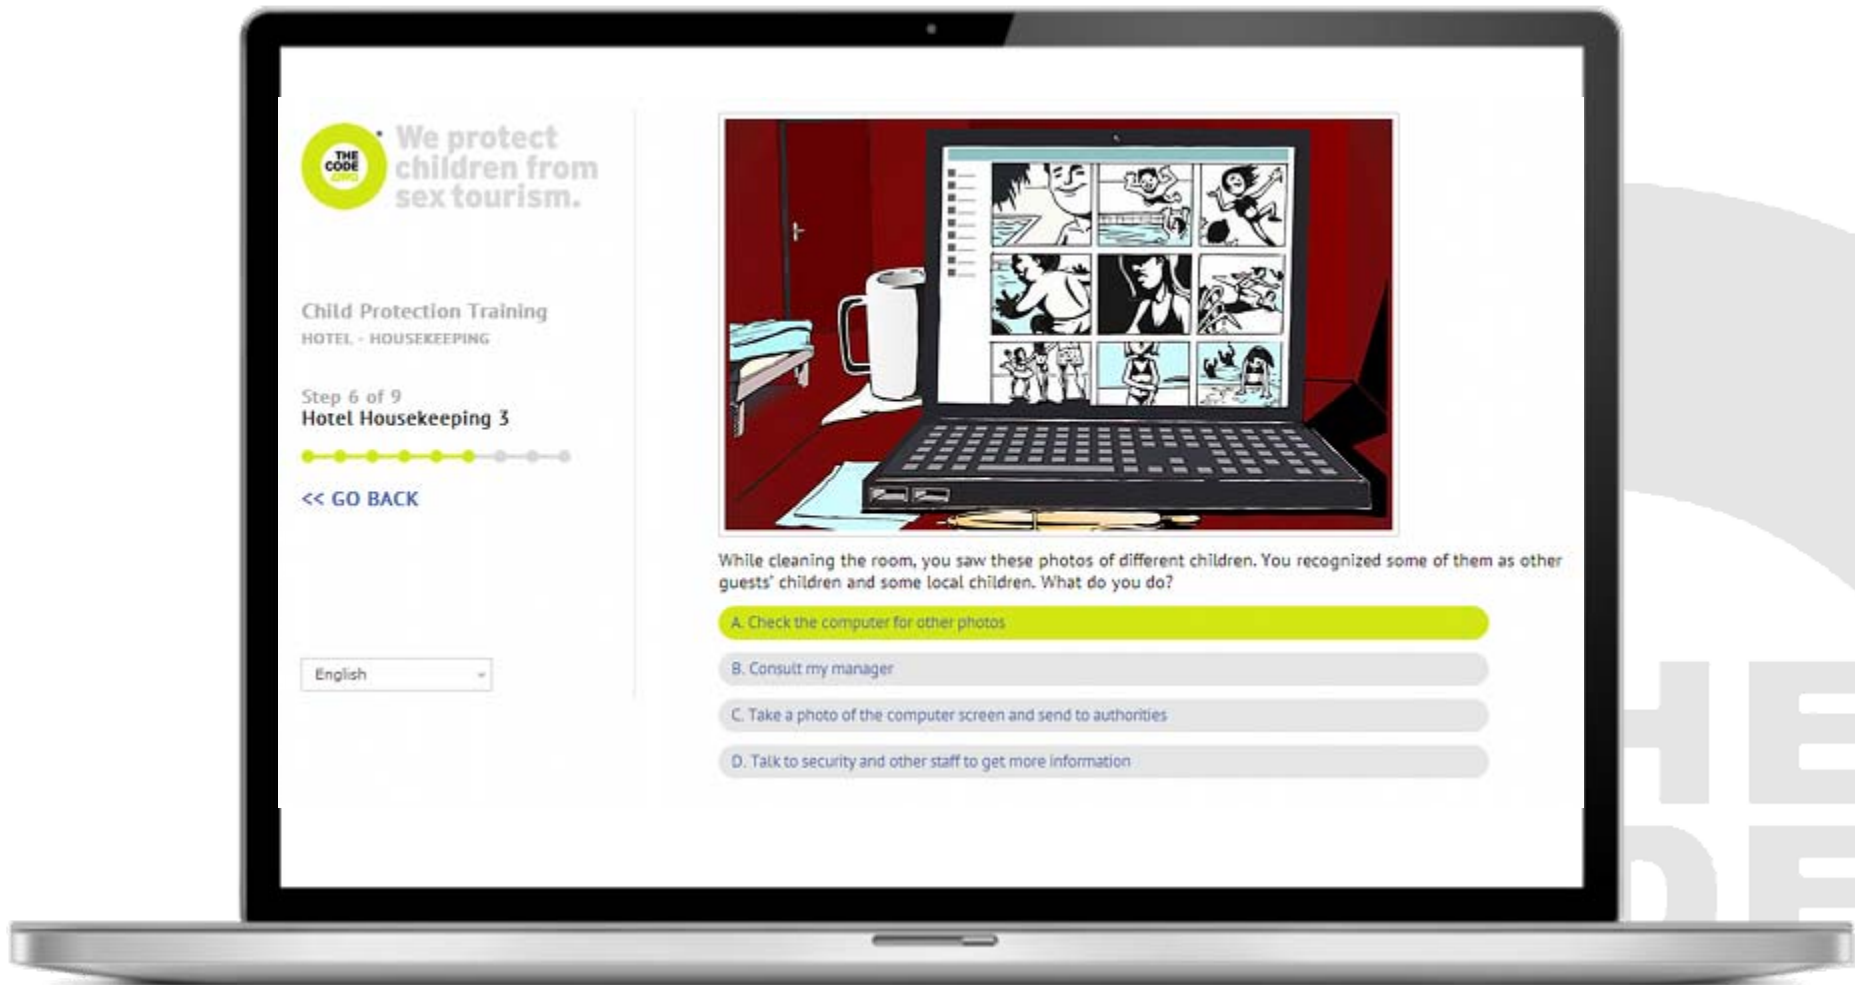 THE
CODE
.ORG
We protect
children from
sex tourism.
Child Protection Training
HOTEL - HOUSEKEEPING
Step 6 of 9
Hotel Housekeeping 3
<< GO BACK
English
While cleaning the room, you saw these photos of different children. You recognized some of them as other
guests' children and some local children. What do you do?
A. Check the computer for other photos
B. Consult my manager
C. Take a photo of the computer screen and send to authorities
D. Talk to security and other staff to get more information
HE
DE